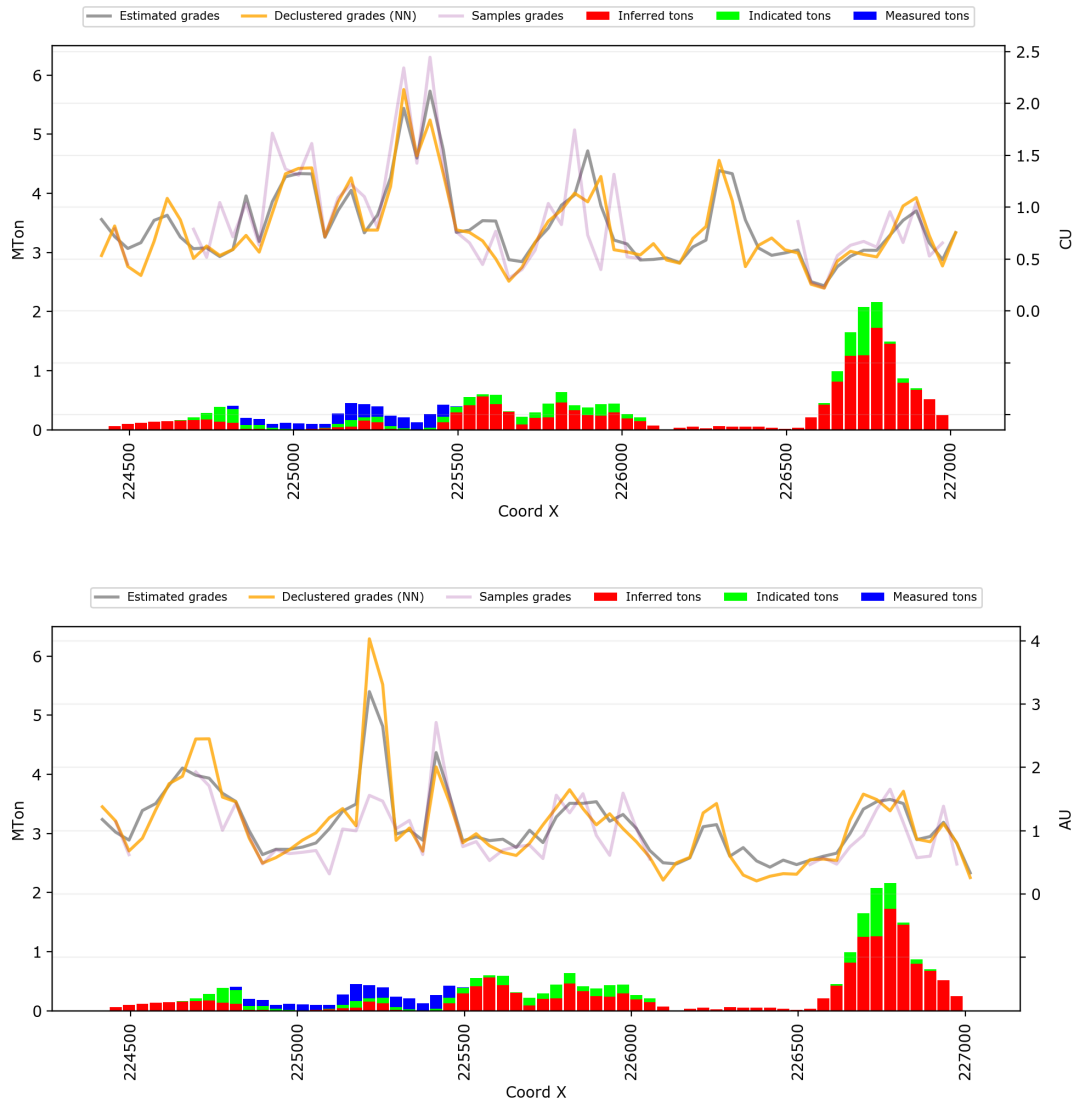 Estimated grades Declustered grades (NN) Samples grades Inferred tons Indicated tons Measured tons
6
5
4
3
2
1
0
MTon
2.5
2.0
1.5
1.0
0.5
0.0
CU
224500 225000 225500 226000 226500 227000
Coord X
Estimated grades Declustered grades (NN) Samples grades Inferred tons Indicated tons Measured tons
6
5
4
3
2
1
0
MTon
4
3
2
1
0
AU
224500 225000 225500 226000 226500 227000
Coord X